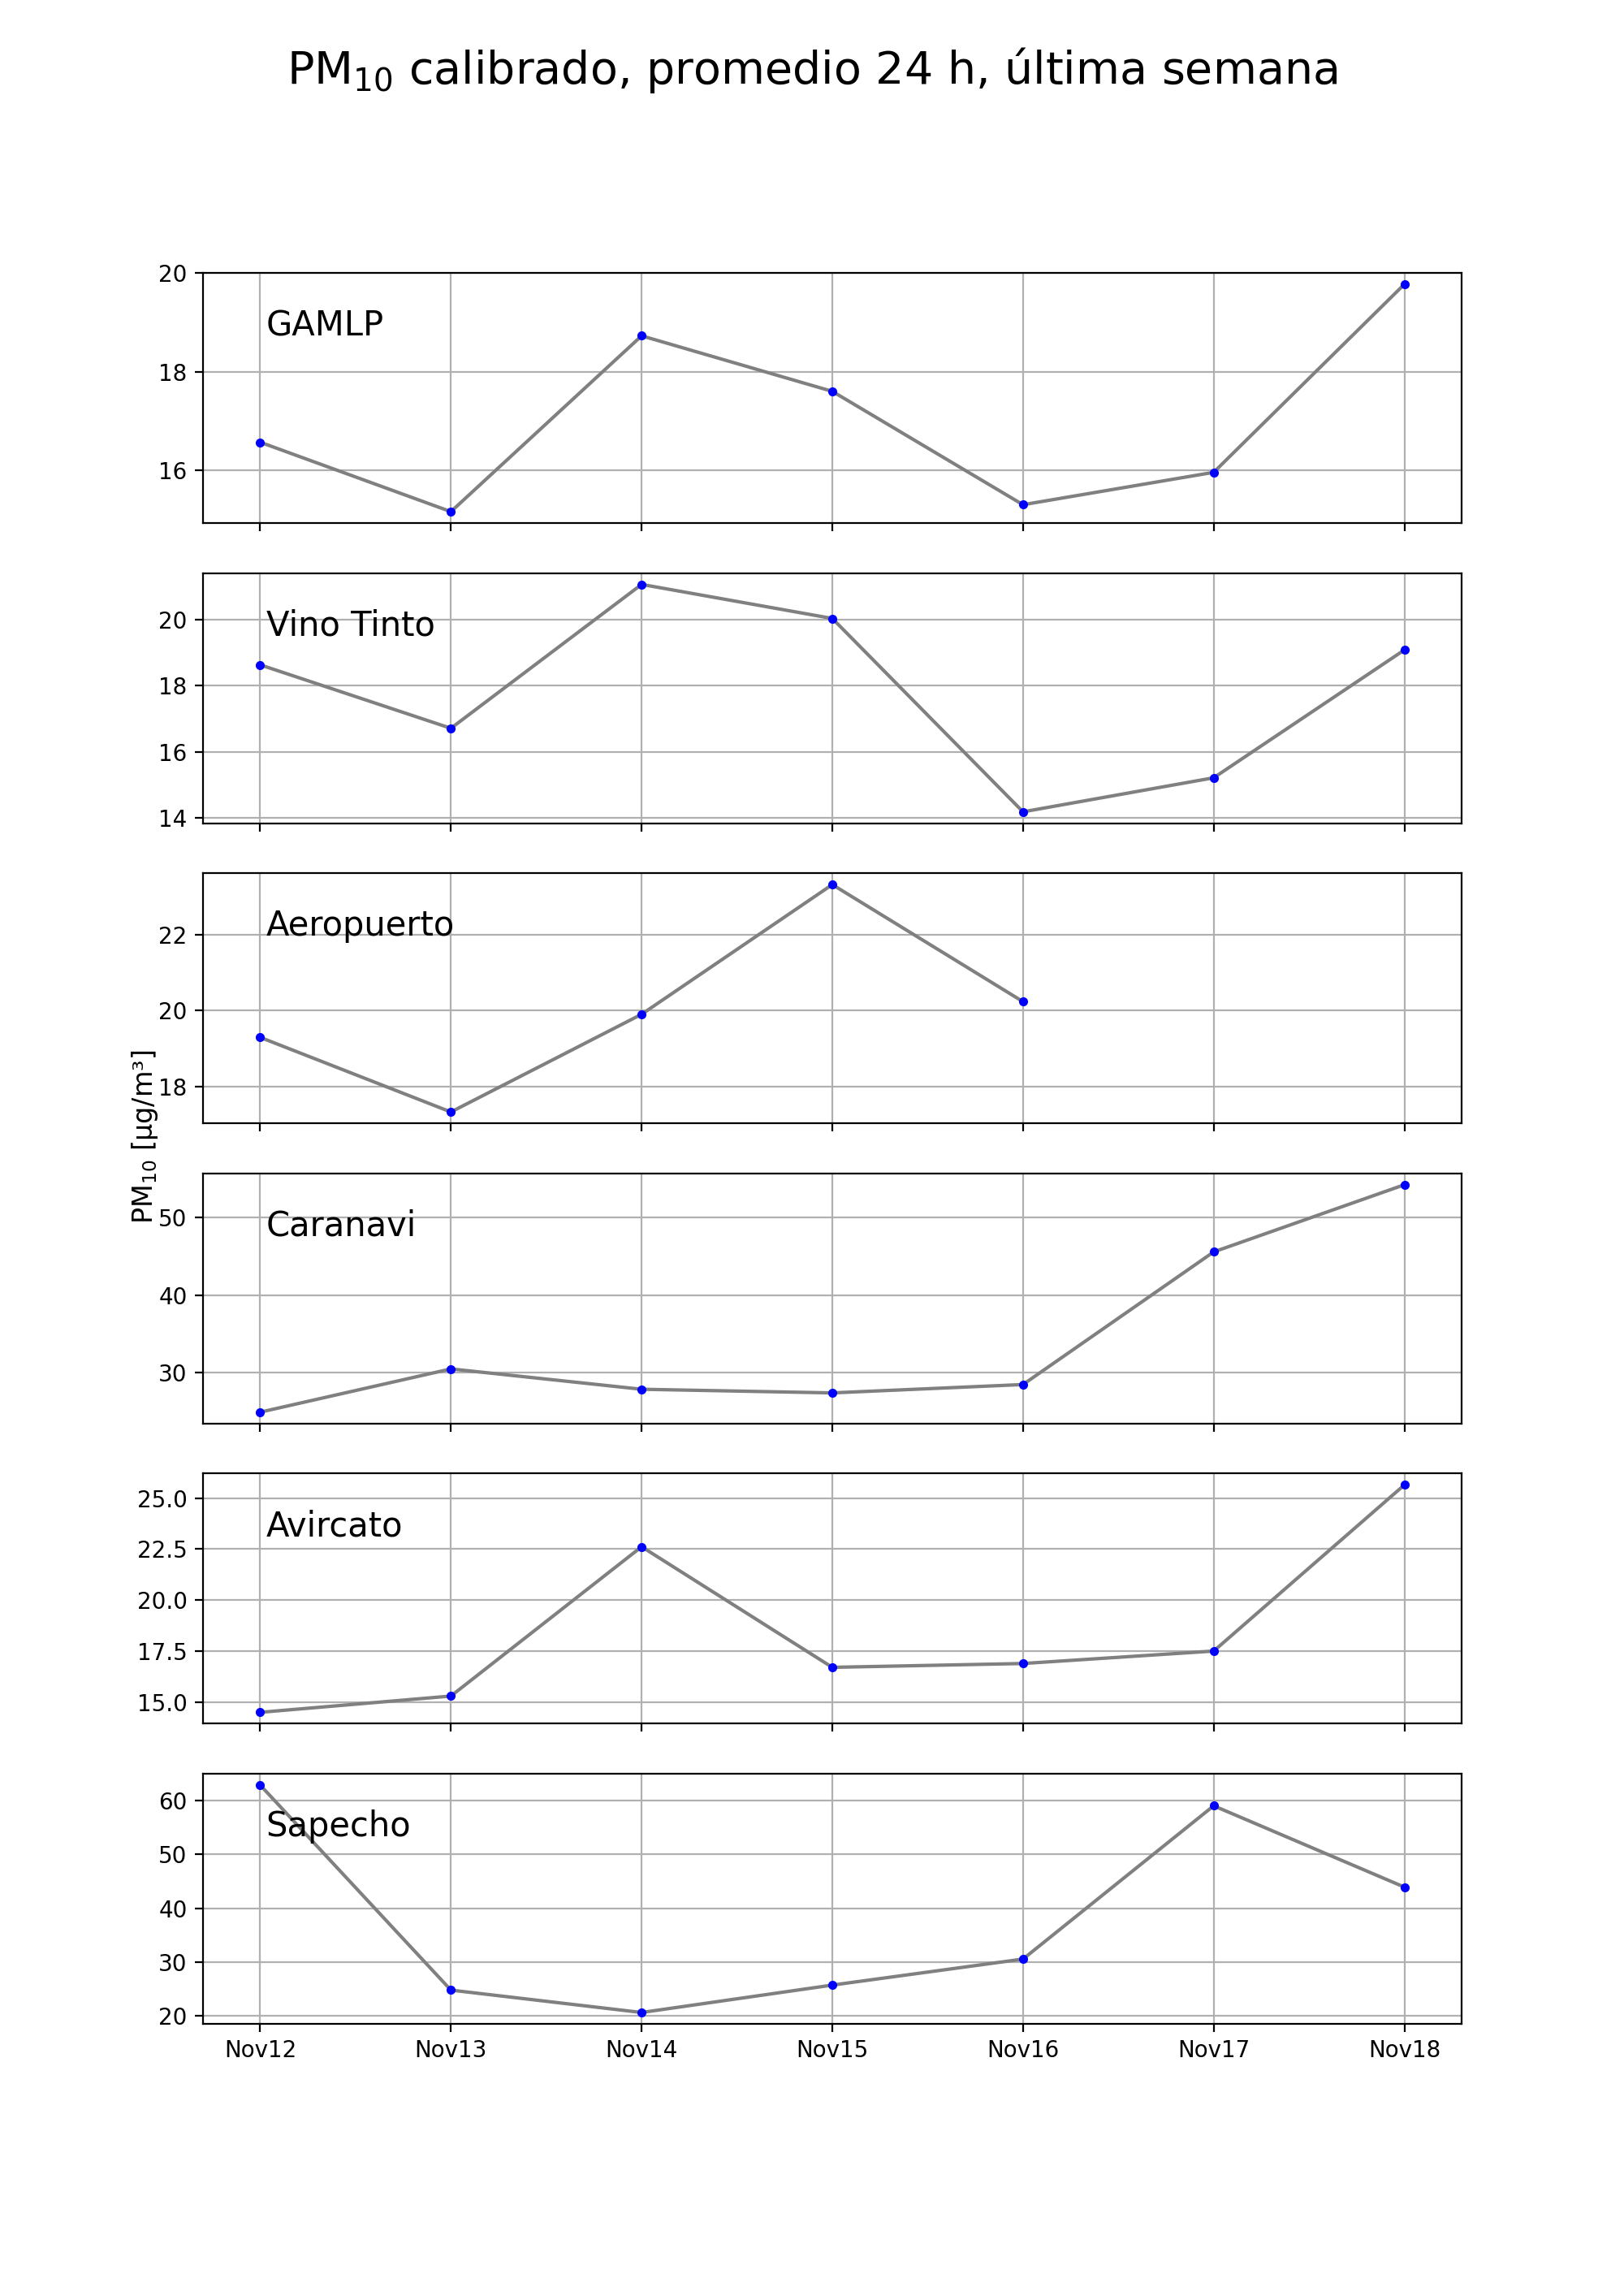 PM₁₀ calibrado, promedio 24 h, última semana
20
GAMLP
18
16
20
Vino Tinto
18
16
14
22
Aeropuerto
20
18
PM₁₀ [µg/m³]
50
Caranavi
40
30
25.0
Avircato
22.5
20.0
17.5
15.0
60
Sapecho
50
40
30
20
Nov12 Nov13 Nov14 Nov15 Nov16 Nov17 Nov18